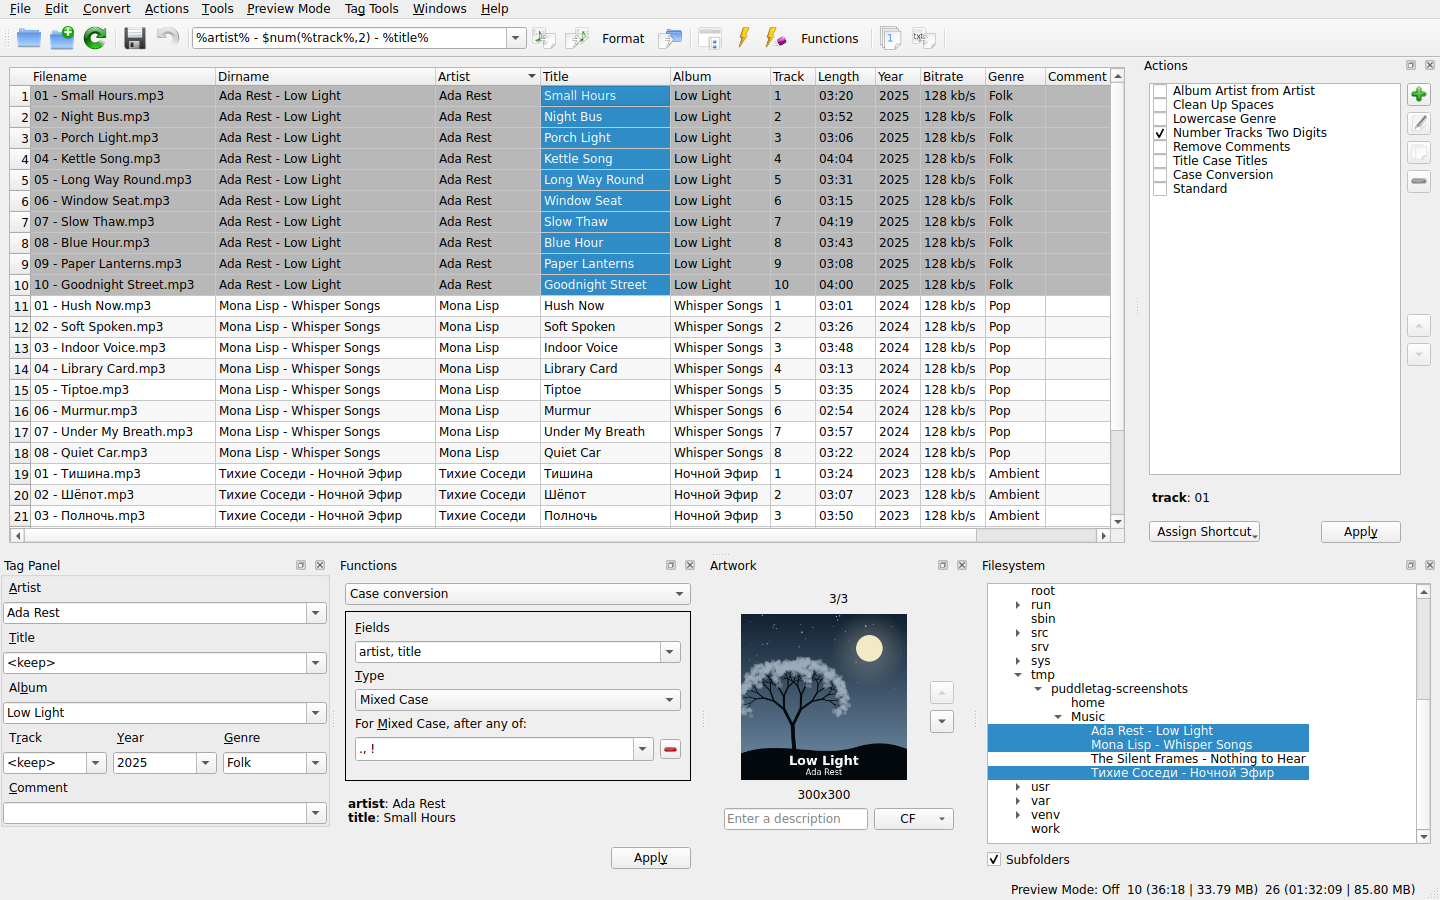 File Edit Convert Actions Tools Preview Mode Tag Tools Windows Help
%artist% - $num(%track%,2) - %title% Format 1 txt Functions
Filename Dirname Artist Title Album Track Length Year Bitrate Genre Comment
1 01 - Small Hours.mp3 Ada Rest - Low Light Ada Rest Small Hours Low Light 1 03:20 2025 128 kb/s Folk
2 02 - Night Bus.mp3 Ada Rest - Low Light Ada Rest Night Bus Low Light 2 03:52 2025 128 kb/s Folk
3 03 - Porch Light.mp3 Ada Rest - Low Light Ada Rest Porch Light Low Light 3 03:06 2025 128 kb/s Folk
4 04 - Kettle Song.mp3 Ada Rest - Low Light Ada Rest Kettle Song Low Light 4 04:04 2025 128 kb/s Folk
5 05 - Long Way Round.mp3 Ada Rest - Low Light Ada Rest Long Way Round Low Light 5 03:31 2025 128 kb/s Folk
6 06 - Window Seat.mp3 Ada Rest - Low Light Ada Rest Window Seat Low Light 6 03:15 2025 128 kb/s Folk
7 07 - Slow Thaw.mp3 Ada Rest - Low Light Ada Rest Slow Thaw Low Light 7 04:19 2025 128 kb/s Folk
8 08 - Blue Hour.mp3 Ada Rest - Low Light Ada Rest Blue Hour Low Light 8 03:43 2025 128 kb/s Folk
9 09 - Paper Lanterns.mp3 Ada Rest - Low Light Ada Rest Paper Lanterns Low Light 9 03:08 2025 128 kb/s Folk
10 10 - Goodnight Street.mp3 Ada Rest - Low Light Ada Rest Goodnight Street Low Light 10 04:00 2025 128 kb/s Folk
11 01 - Hush Now.mp3 Mona Lisp - Whisper Songs Mona Lisp Hush Now Whisper Songs 1 03:01 2024 128 kb/s Pop
12 02 - Soft Spoken.mp3 Mona Lisp - Whisper Songs Mona Lisp Soft Spoken Whisper Songs 2 03:26 2024 128 kb/s Pop
13 03 - Indoor Voice.mp3 Mona Lisp - Whisper Songs Mona Lisp Indoor Voice Whisper Songs 3 03:48 2024 128 kb/s Pop
14 04 - Library Card.mp3 Mona Lisp - Whisper Songs Mona Lisp Library Card Whisper Songs 4 03:13 2024 128 kb/s Pop
15 05 - Tiptoe.mp3 Mona Lisp - Whisper Songs Mona Lisp Tiptoe Whisper Songs 5 03:35 2024 128 kb/s Pop
16 06 - Murmur.mp3 Mona Lisp - Whisper Songs Mona Lisp Murmur Whisper Songs 6 02:54 2024 128 kb/s Pop
17 07 - Under My Breath.mp3 Mona Lisp - Whisper Songs Mona Lisp Under My Breath Whisper Songs 7 03:57 2024 128 kb/s Pop
18 08 - Quiet Car.mp3 Mona Lisp - Whisper Songs Mona Lisp Quiet Car Whisper Songs 8 03:22 2024 128 kb/s Pop
19 01 - Тишина.mp3 Тихие Соседи - Ночной Эфир Тихие Соседи Тишина Ночной Эфир 1 03:24 2023 128 kb/s Ambient
20 02 - Шёпот.mp3 Тихие Соседи - Ночной Эфир Тихие Соседи Шёпот Ночной Эфир 2 03:07 2023 128 kb/s Ambient
21 03 - Полночь.mp3 Тихие Соседи - Ночной Эфир Тихие Соседи Полночь Ночной Эфир 3 03:50 2023 128 kb/s Ambient
Actions
Album Artist from Artist
Clean Up Spaces
Lowercase Genre
Number Tracks Two Digits
Remove Comments
Title Case Titles
Case Conversion
Standard
track: 01
Assign Shortcut Apply
Tag Panel
Artist
Ada Rest
Title
<keep>
Album
Low Light
Track Year Genre
<keep> 2025 Folk
Comment
Functions
Case conversion
Fields
artist, title
Type
Mixed Case
For Mixed Case, after any of:
., !
artist: Ada Rest
title: Small Hours
Apply
Artwork
3/3
Low Light
Ada Rest
300x300
Enter a description CF
Filesystem
root
run
sbin
src
srv
sys
tmp
puddletag-screenshots
home
Music
Ada Rest - Low Light
Mona Lisp - Whisper Songs
The Silent Frames - Nothing to Hear
Тихие Соседи - Ночной Эфир
usr
var
venv
work
Subfolders
Preview Mode: Off 10 (36:18 | 33.79 MB) 26 (01:32:09 | 85.80 MB)